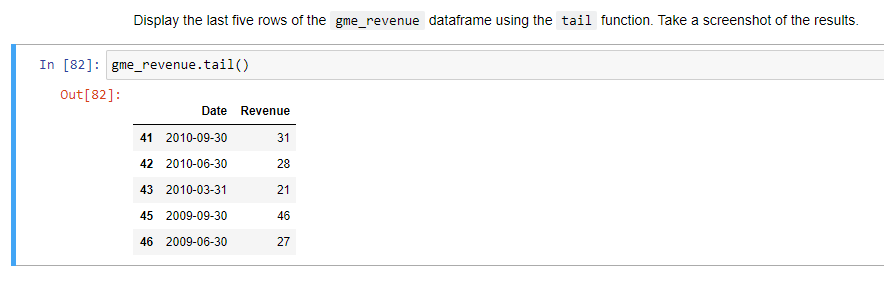 Display the last five rows of the gme_revenue dataframe using the tail function. Take a screenshot of the results.
In [82]: gme_revenue.tail()
Out[82]:
Date Revenue
41 2010-09-30 31
42 2010-06-30 28
43 2010-03-31 21
45 2009-09-30 46
46 2009-06-30 27